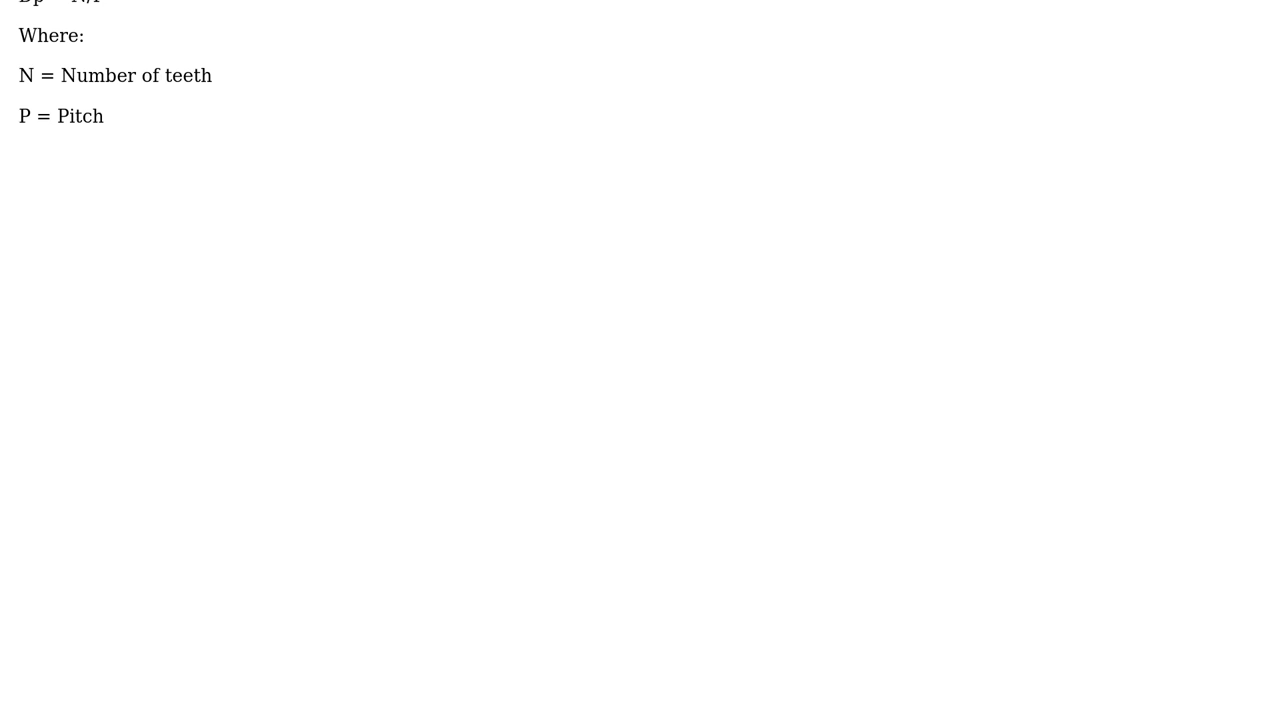 Where:
N = Number of teeth
P = Pitch